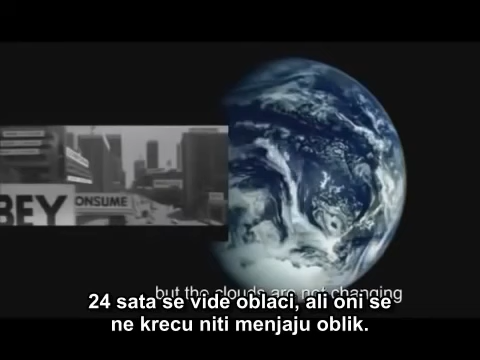 BEY
ONSUME
but the clouds are not changing
24 sata se vide oblaci, ali oni se
ne krecu niti menjaju oblik.